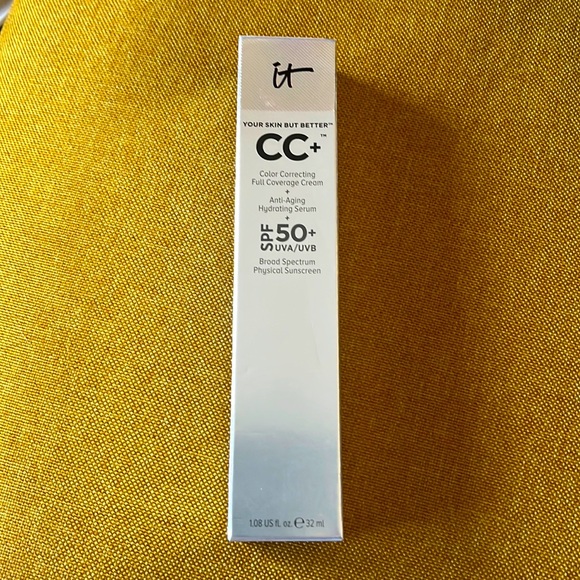 it
YOUR SKIN BUT BETTER™
CC+™
Color Correcting
Full Coverage Cream
+
Anti-Aging
Hydrating Serum
+
SPF 50+
UVA/UVB
Broad Spectrum
Physical Sunscreen
1.08 US fl. oz. ℮ 32 ml